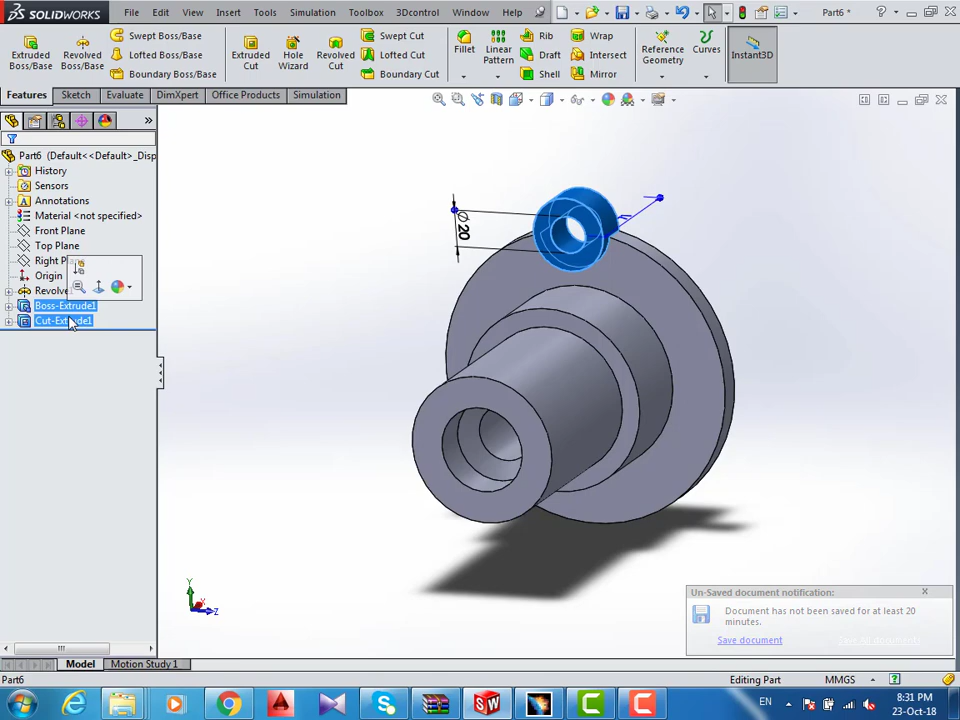 SOLIDWORKS File Edit View Insert Tools Simulation Toolbox 3Dcontrol Window Help Part6 *
Extruded Boss/Base
Revolved Boss/Base
Swept Boss/Base
Lofted Boss/Base
Boundary Boss/Base
Extruded Cut
Hole Wizard
Revolved Cut
Swept Cut
Lofted Cut
Boundary Cut
Fillet
Linear Pattern
Rib
Draft
Shell
Wrap
Intersect
Mirror
Reference Geometry
Curves
Instant3D
Features Sketch Evaluate DimXpert Office Products Simulation
Part6 (Default<<Default>_Disp
History
Sensors
Annotations
Material <not specified>
Front Plane
Top Plane
Right Pl
Origin
Revolve
Boss-Extrude1
Cut-Extrude1
Ø 20
Y
X
Z
Un-Saved document notification:
Document has not been saved for at least 20
minutes.
Save document
Model Motion Study 1
Part6 Editing Part MMGS
EN 8:31 PM
23-Oct-18